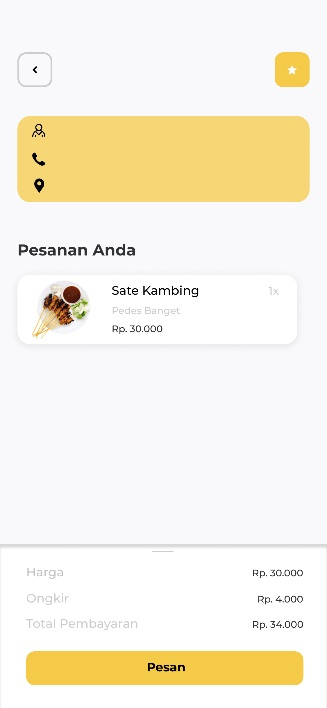 Pesanan Anda
Sate Kambing 1x
Pedes Banget
Rp. 30.000
Harga Rp. 30.000
Ongkir Rp. 4.000
Total Pembayaran Rp. 34.000
Pesan